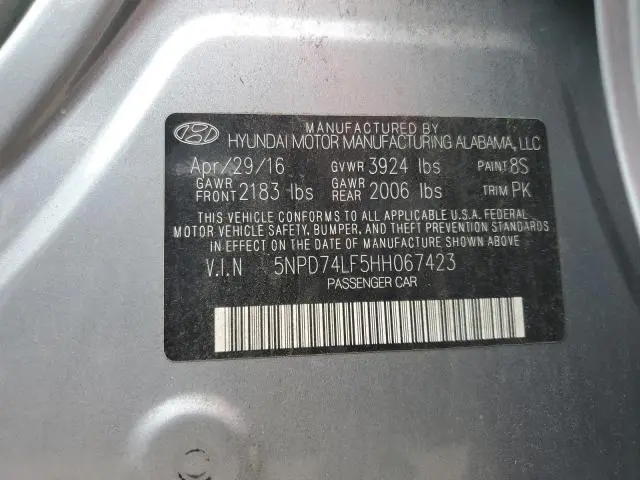 MANUFACTURED BY
HYUNDAI MOTOR MANUFACTURING ALABAMA, LLC
Apr/29/16 GVWR 3924 lbs PAINT 8S
GAWR FRONT 2183 lbs GAWR REAR 2006 lbs TRIM PK
THIS VEHICLE CONFORMS TO ALL APPLICABLE U.S.A. FEDERAL
MOTOR VEHICLE SAFETY, BUMPER, AND THEFT PREVENTION STANDARDS
IN EFFECT ON THE DATE OF MANUFACTURE SHOWN ABOVE.
V.I.N 5NPD74LF5HH067423
PASSENGER CAR